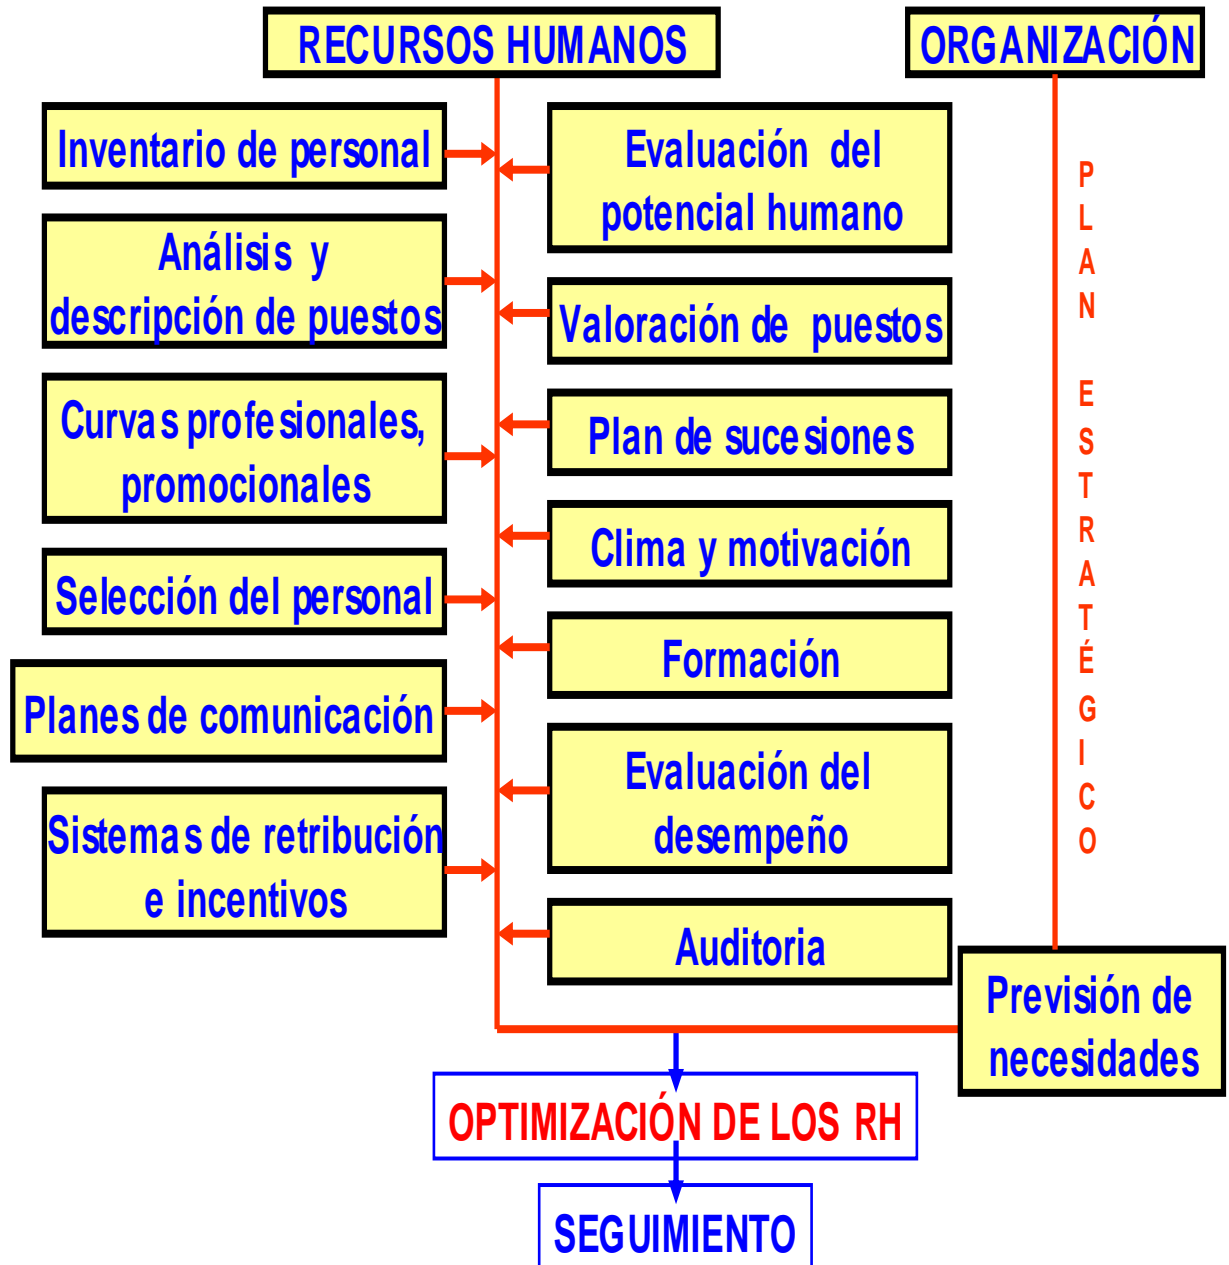 RECURSOS HUMANOS
ORGANIZACIÓN
Inventario de personal
Evaluación del
potencial humano
Análisis y
descripción de puestos
Valoración de puestos
Curvas profesionales,
promocionales
Plan de sucesiones
Clima y motivación
Selección del personal
Formación
Planes de comunicación
Evaluación del
desempeño
Sistemas de retribución
e incentivos
Auditoria
PLAN ESTRATÉGICO
Previsión de
necesidades
OPTIMIZACIÓN DE LOS RH
SEGUIMIENTO